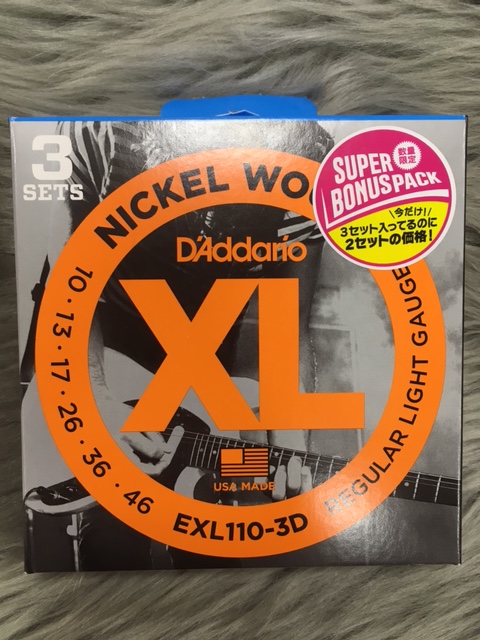 3
SETS
NICKEL WO
SUPER
BONUS PACK
数量
限定
\今だけ!/
3セット入ってるのに
2セットの価格!
D'Addario
XL
10·13·17·26·36·46
REGULAR LIGHT GAUGE
USA MADE
EXL110-3D